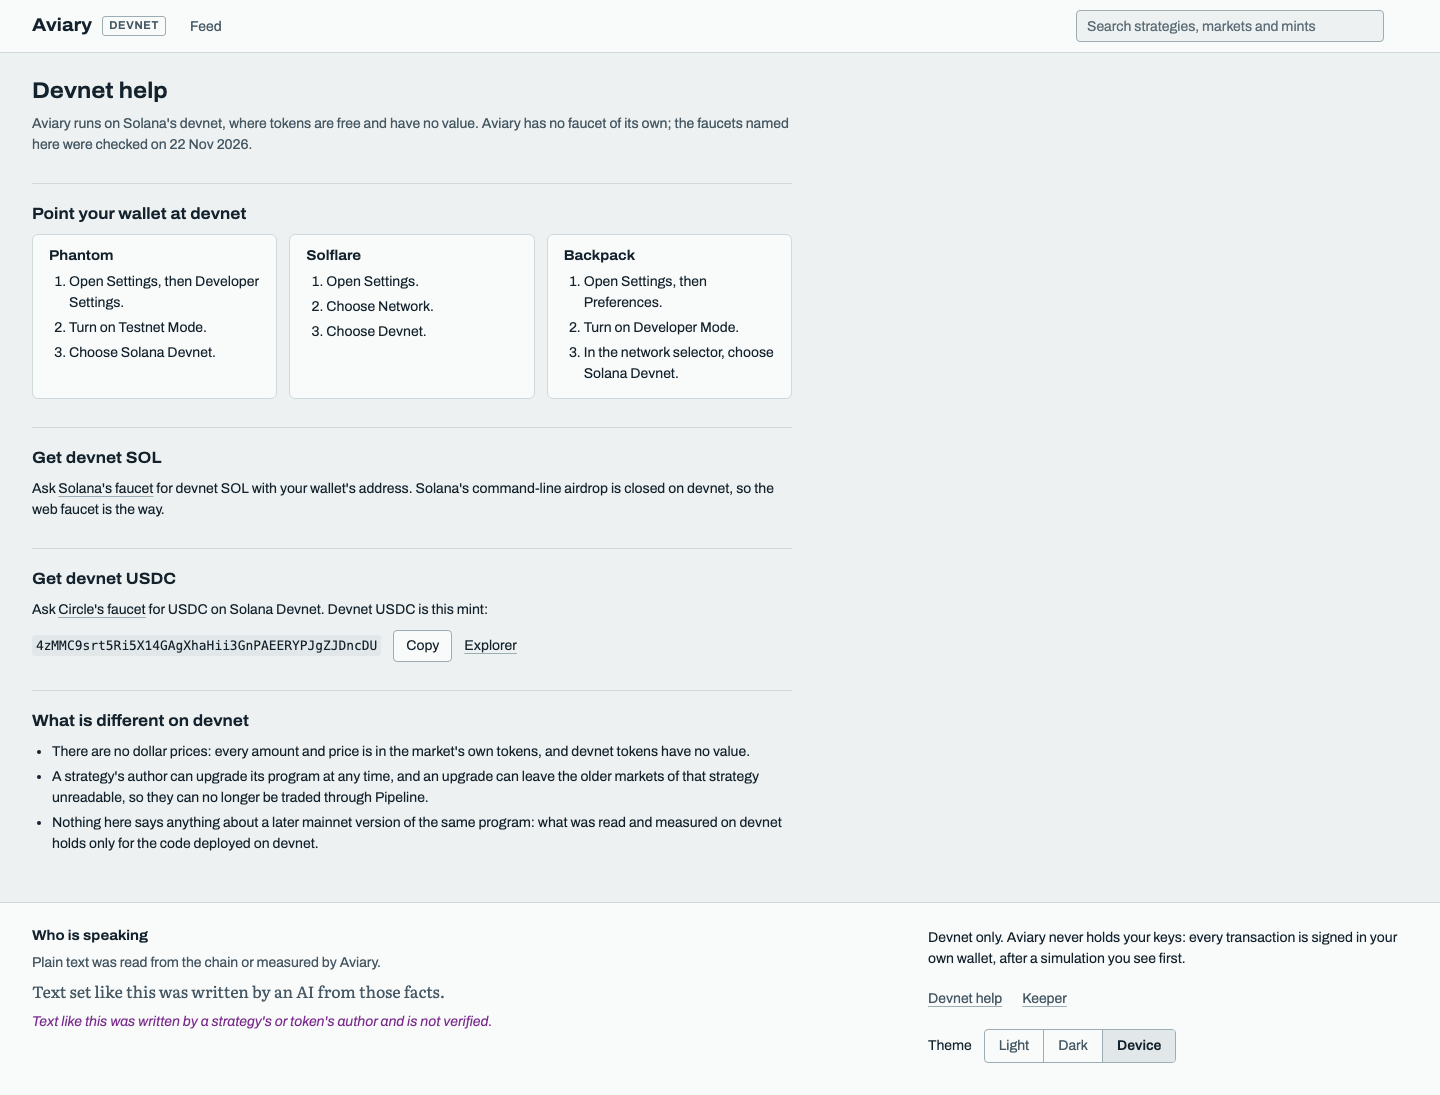 Aviary DEVNET Feed Search strategies, markets and mints
Devnet help
Aviary runs on Solana's devnet, where tokens are free and have no value. Aviary has no faucet of its own; the faucets named
here were checked on 22 Nov 2026.
Point your wallet at devnet
Phantom
1. Open Settings, then Developer
Settings.
2. Turn on Testnet Mode.
3. Choose Solana Devnet.
Solflare
1. Open Settings.
2. Choose Network.
3. Choose Devnet.
Backpack
1. Open Settings, then
Preferences.
2. Turn on Developer Mode.
3. In the network selector, choose
Solana Devnet.
Get devnet SOL
Ask Solana's faucet for devnet SOL with your wallet's address. Solana's command-line airdrop is closed on devnet, so the
web faucet is the way.
Get devnet USDC
Ask Circle's faucet for USDC on Solana Devnet. Devnet USDC is this mint:
4zMMC9srt5Ri5X14GAgXhaHii3GnPAEERYPJgZJDncDU Copy Explorer
What is different on devnet
• There are no dollar prices: every amount and price is in the market's own tokens, and devnet tokens have no value.
• A strategy's author can upgrade its program at any time, and an upgrade can leave the older markets of that strategy
unreadable, so they can no longer be traded through Pipeline.
• Nothing here says anything about a later mainnet version of the same program: what was read and measured on devnet
holds only for the code deployed on devnet.
Who is speaking
Plain text was read from the chain or measured by Aviary.
Text set like this was written by an AI from those facts.
Text like this was written by a strategy's or token's author and is not verified.
Devnet only. Aviary never holds your keys: every transaction is signed in your
own wallet, after a simulation you see first.
Devnet help Keeper
Theme Light Dark Device